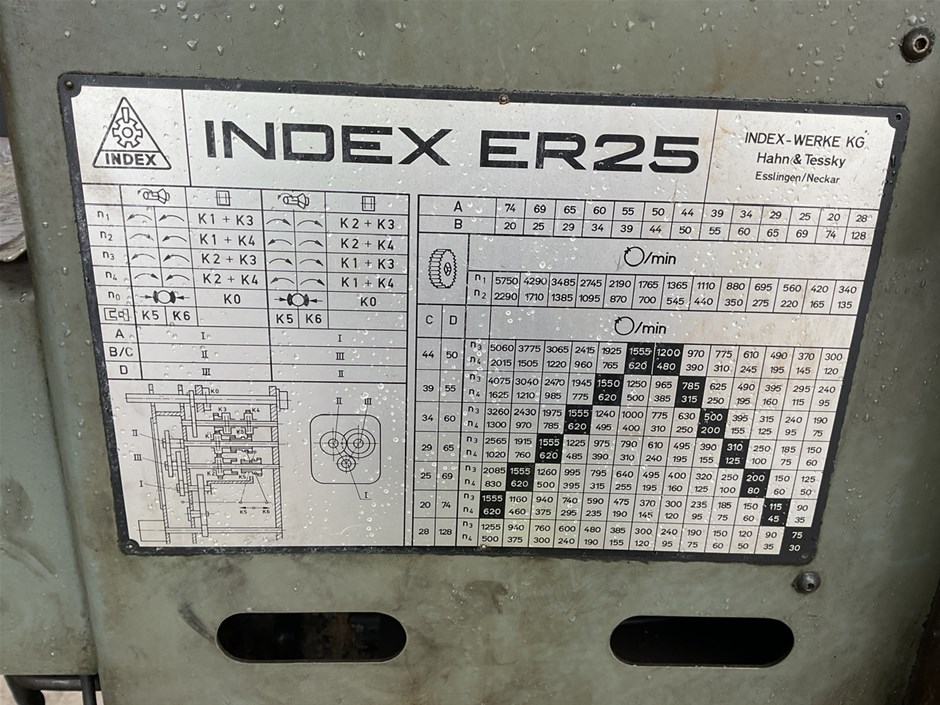 INDEX
INDEX ER25
INDEX-WERKE KG
Hahn & Tessky
Esslingen/Neckar
n1 K1 + K3 K2 + K3
n2 K1 + K4 K2 + K4
n3 K2 + K3 K1 + K3
n4 K2 + K4 K1 + K4
n0 K0 K0
K5 K6 K5 K6
A I I
B/C II III
D III II
K0
K3 K4
K2 K1
K5 K6
II
III
I
II III
I
A 74 69 65 60 55 50 44 39 34 29 25 20 28
B 20 25 29 34 39 44 50 55 60 65 69 74 128
/min
n1 5750 4290 3485 2745 2190 1765 1365 1110 880 695 560 420 340
n2 2290 1710 1385 1095 870 700 545 440 350 275 220 165 135
C D /min
44 50 n3 5060 3775 3065 2415 1925 1555 1200 970 775 610 490 370 300
n4 2015 1505 1220 960 765 620 480 390 310 245 195 145 120
39 55 n3 4075 3040 2470 1945 1550 1250 965 785 625 490 395 295 240
n4 1625 1210 985 775 620 500 385 315 250 195 160 115 95
34 60 n3 3260 2430 1975 1555 1240 1000 775 630 500 395 315 240 190
n4 1300 970 785 620 495 400 310 250 200 155 125 95 75
29 65 n3 2565 1915 1555 1225 975 790 610 495 390 310 250 185 150
n4 1020 760 620 485 390 310 245 195 155 125 100 75 60
25 69 n3 2085 1555 1260 995 795 640 495 400 320 250 200 150 125
n4 830 620 500 395 315 255 195 160 125 100 80 60 50
20 74 n3 1555 1160 940 740 590 475 370 300 235 185 150 115 90
n4 620 460 375 295 235 190 145 120 95 75 60 45 35
28 128 n3 1255 940 760 600 480 385 300 240 190 150 120 90 75
n4 500 375 300 240 190 155 120 95 75 60 50 35 30